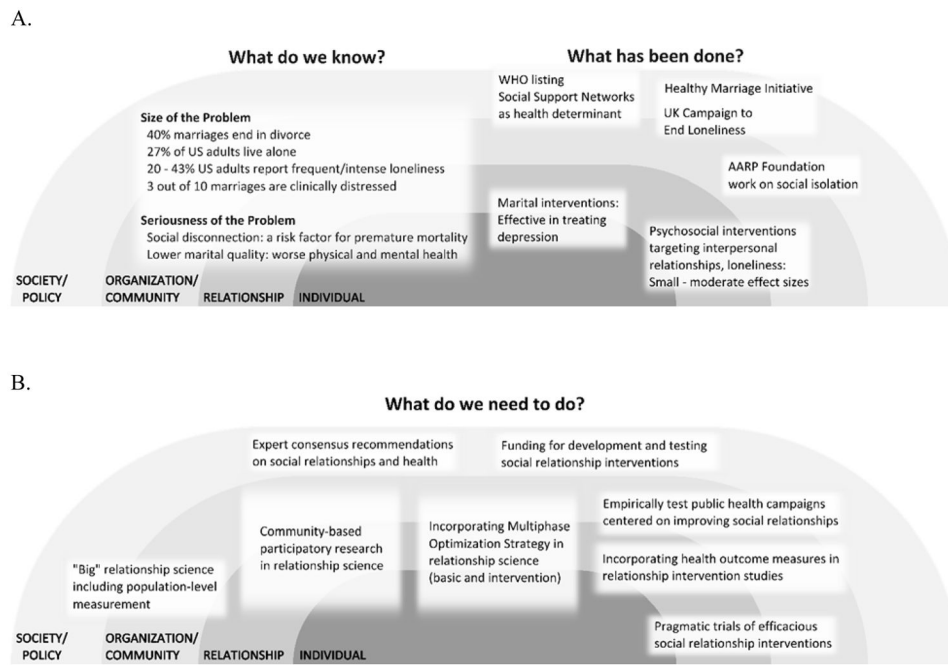 A.
What do we know?
What has been done?
Size of the Problem
40% marriages end in divorce
27% of US adults live alone
20 - 43% US adults report frequent/intense loneliness
3 out of 10 marriages are clinically distressed
Seriousness of the Problem
Social disconnection: a risk factor for premature mortality
Lower marital quality: worse physical and mental health
WHO listing
Social Support Networks
as health determinant
Healthy Marriage Initiative
UK Campaign to
End Loneliness
AARP Foundation
work on social isolation
Marital interventions:
Effective in treating
depression
Psychosocial interventions
targeting interpersonal
relationships, loneliness:
Small - moderate effect sizes
SOCIETY/
POLICY
ORGANIZATION/
COMMUNITY
RELATIONSHIP
INDIVIDUAL
B.
What do we need to do?
Expert consensus recommendations
on social relationships and health
Funding for development and testing
social relationship interventions
Community-based
participatory research
in relationship science
Incorporating Multiphase
Optimization Strategy in
relationship science
(basic and intervention)
Empirically test public health campaigns
centered on improving social relationships
Incorporating health outcome measures in
relationship intervention studies
"Big" relationship science
including population-level
measurement
Pragmatic trials of efficacious
social relationship interventions
SOCIETY/
POLICY
ORGANIZATION/
COMMUNITY
RELATIONSHIP
INDIVIDUAL